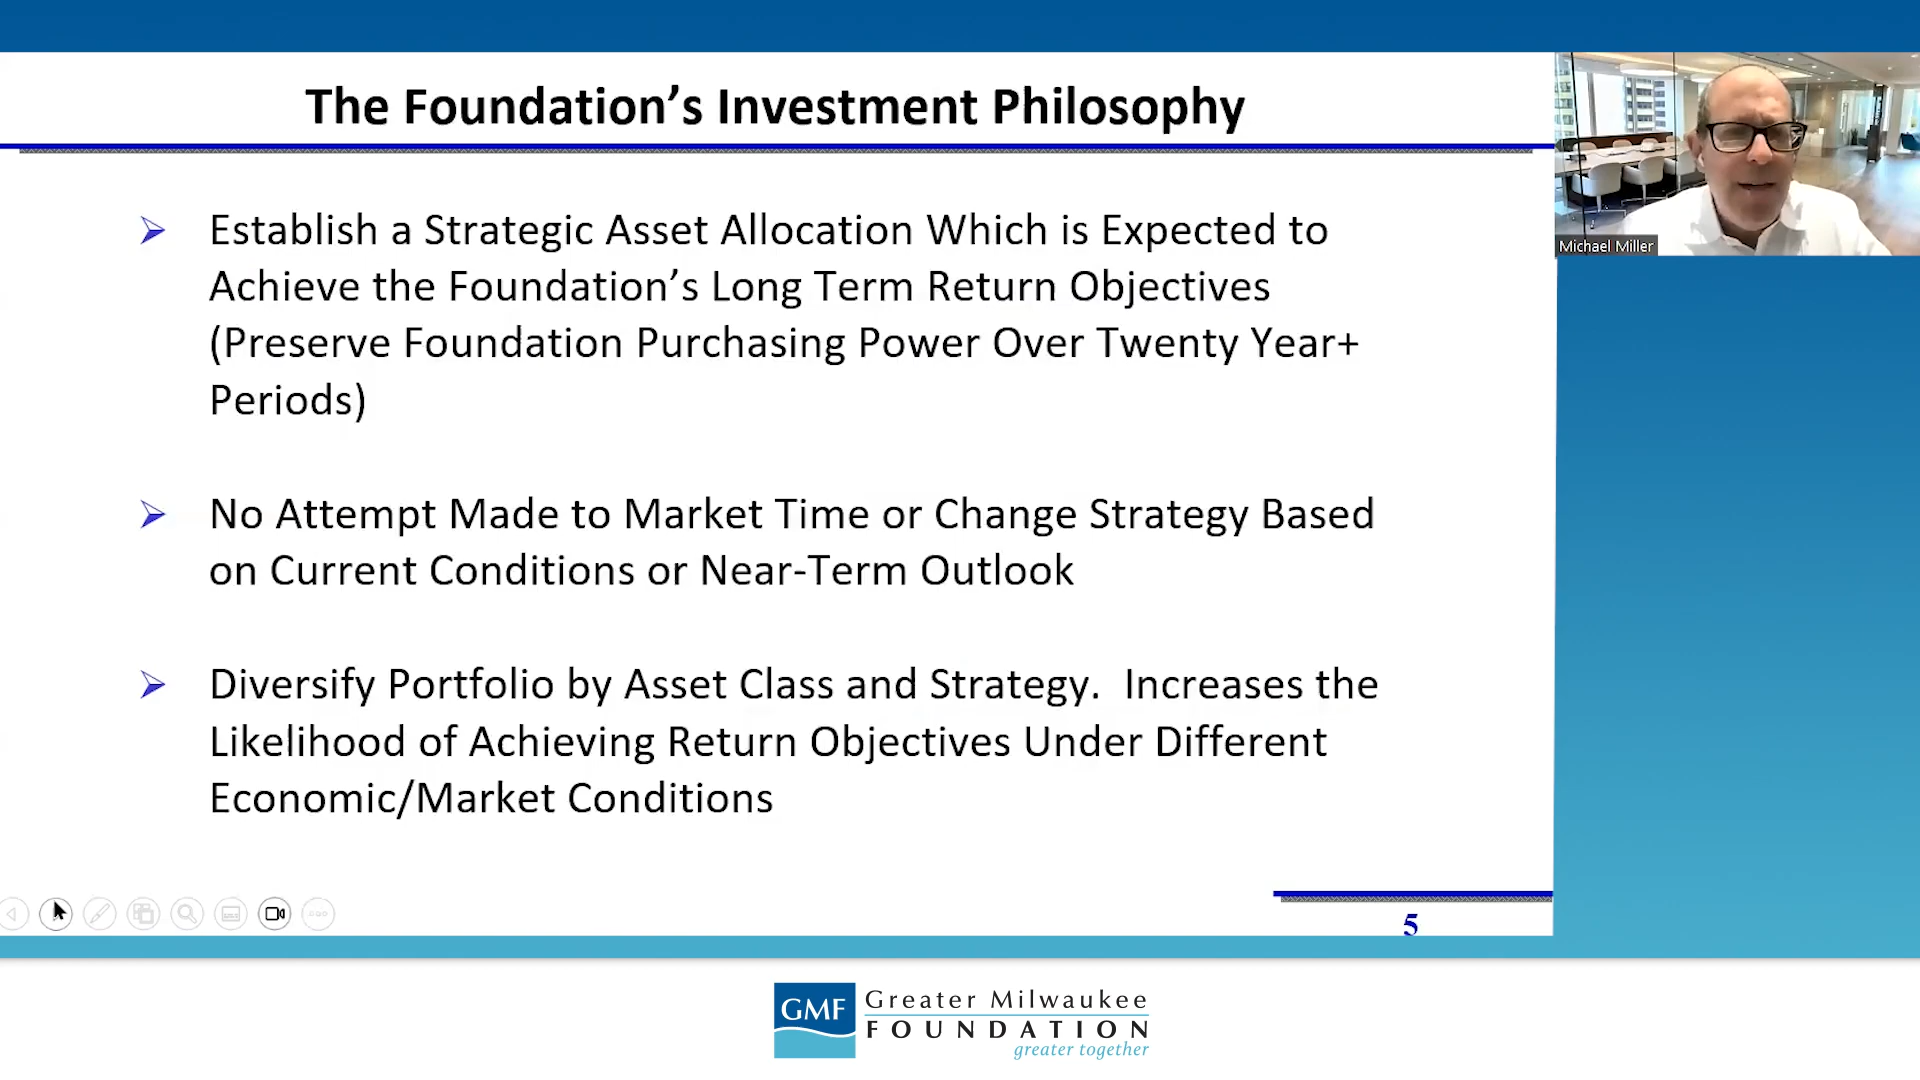 The Foundation’s Investment Philosophy
Establish a Strategic Asset Allocation Which is Expected to
Achieve the Foundation’s Long Term Return Objectives
(Preserve Foundation Purchasing Power Over Twenty Year+
Periods)
No Attempt Made to Market Time or Change Strategy Based
on Current Conditions or Near-Term Outlook
Diversify Portfolio by Asset Class and Strategy.  Increases the
Likelihood of Achieving Return Objectives Under Different
Economic/Market Conditions
5
Michael Miller
GMF
Greater Milwaukee
FOUNDATION
greater together